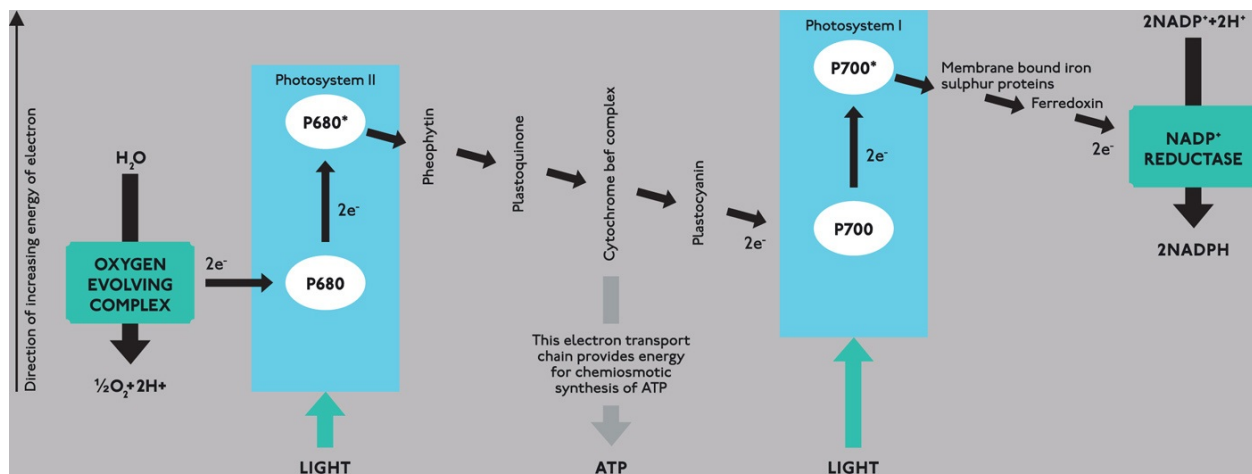 Direction of increasing energy of electron
H₂O
OXYGEN
EVOLVING
COMPLEX
½O₂+2H+
2e⁻
Photosystem II
P680*
2e⁻
P680
LIGHT
Pheophytin
Plastoquinone
Cytochrome bef complex
Plastocyanin
2e⁻
This electron transport
chain provides energy
for chemiosmotic
synthesis of ATP
ATP
Photosystem I
P700*
2e⁻
P700
LIGHT
Membrane bound iron
sulphur proteins
Ferredoxin
2e⁻
2NADP⁺+2H⁺
NADP⁺
REDUCTASE
2NADPH